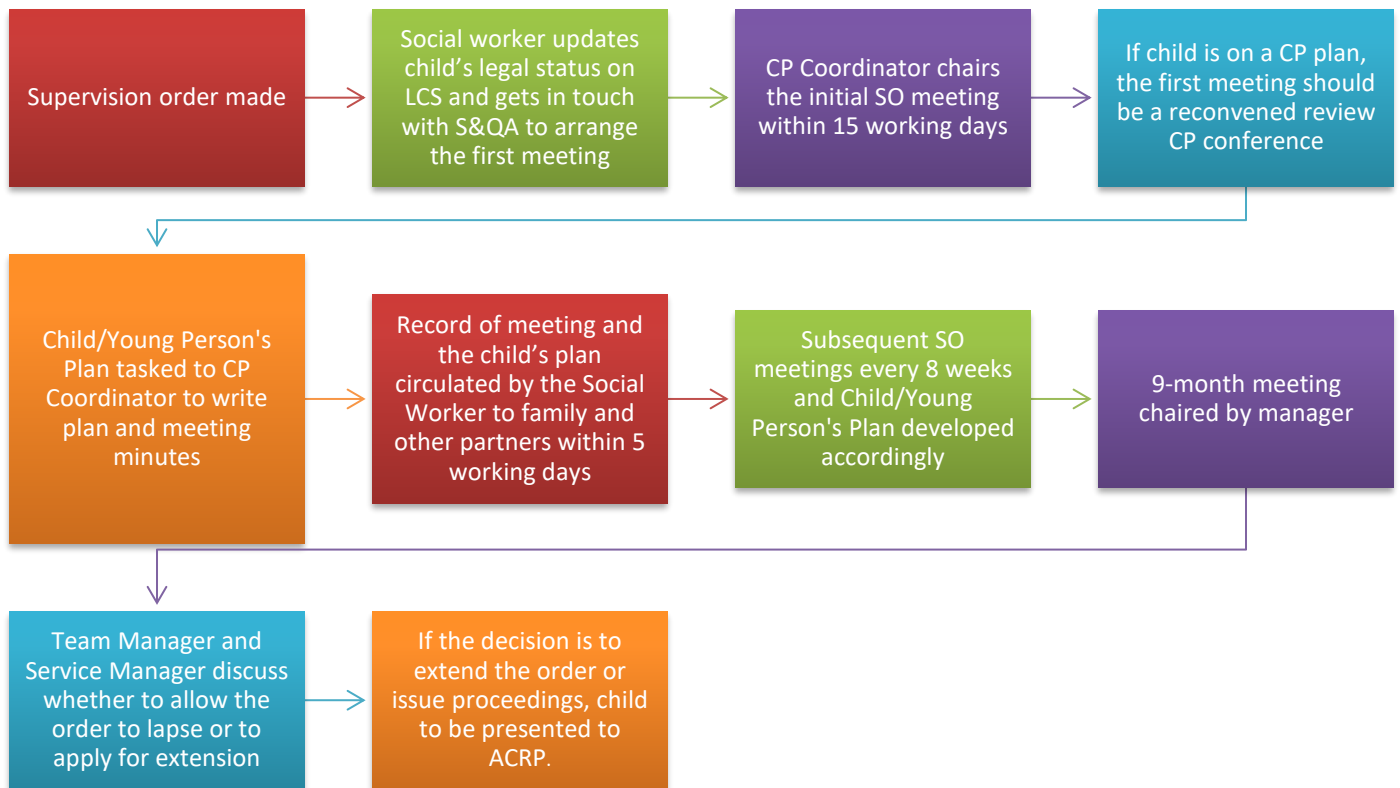 Supervision order made
Social worker updates
child’s legal status on
LCS and gets in touch
with S&QA to arrange
the first meeting
CP Coordinator chairs
the initial SO meeting
within 15 working days
If child is on a CP plan,
the first meeting should
be a reconvened review
CP conference
Child/Young Person's
Plan tasked to CP
Coordinator to write
plan and meeting
minutes
Record of meeting and
the child’s plan
circulated by the Social
Worker to family and
other partners within 5
working days
Subsequent SO
meetings every 8 weeks
and Child/Young
Person's Plan developed
accordingly
9-month meeting
chaired by manager
Team Manager and
Service Manager discuss
whether to allow the
order to lapse or to
apply for extension
If the decision is to
extend the order or
issue proceedings, child
to be presented to
ACRP.